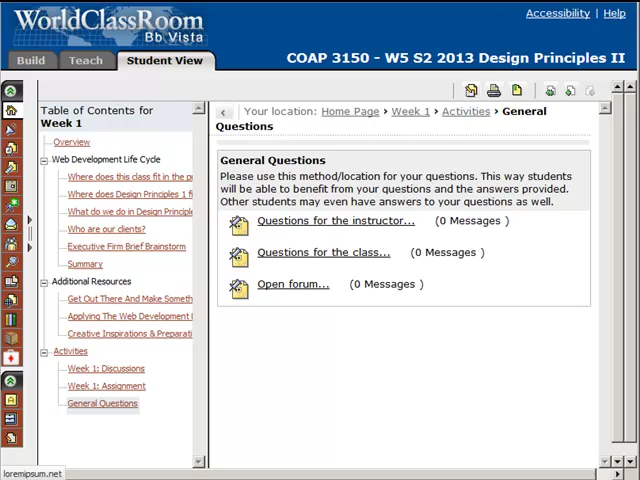 WorldClassRoom
Bb Vista
Accessibility | Help
Build
Teach
Student View
COAP 3150 - W5 S2 2013 Design Principles II
Table of Contents for
Week 1
Overview
Web Development Life Cycle
Where does this class fit in the p
Where does Design Principles 1 f
What do we do in Design Principle
Who are our clients?
Executive Firm Brief Brainstorm
Summary
Additional Resources
Get Out There And Make Someth
Applying The Web Development L
Creative Inspirations & Preparati
Activities
Week 1: Discussions
Week 1: Assignment
General Questions
Your location: Home Page › Week 1 › Activities › General
Questions
General Questions
Please use this method/location for your questions. This way students
will be able to benefit from your questions and the answers provided.
Other students may even have answers to your questions as well.
Questions for the instructor... (0 Messages )
Questions for the class... (0 Messages )
Open forum... (0 Messages )
loremipsum.net